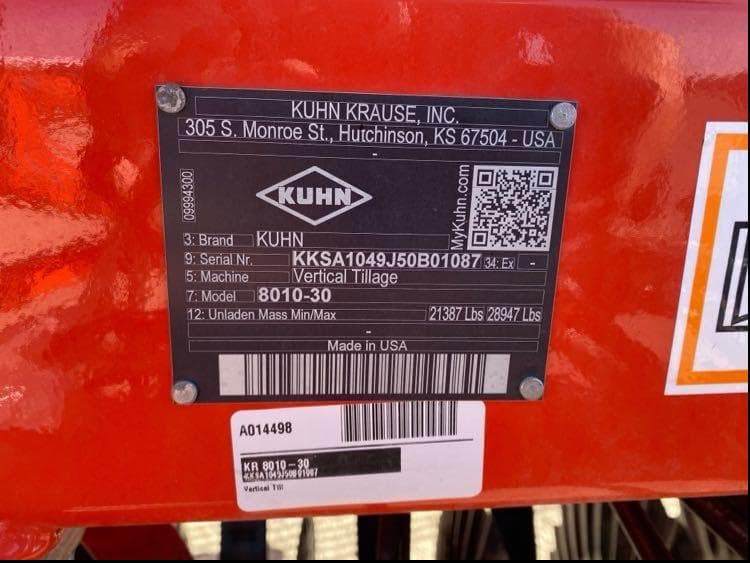 KUHN KRAUSE, INC.
305 S. Monroe St., Hutchinson, KS 67504 - USA
-
09994300
KUHN
MyKuhn.com
3: Brand KUHN
9: Serial Nr. KKSA1049J50B01087 34: Ex -
5: Machine Vertical Tillage
7: Model 8010-30
12: Unladen Mass Min/Max 21387 Lbs 28947 Lbs
-
Made in USA
A014498
KR 8010-30
KKSA1049J50B01087
Vertical Till